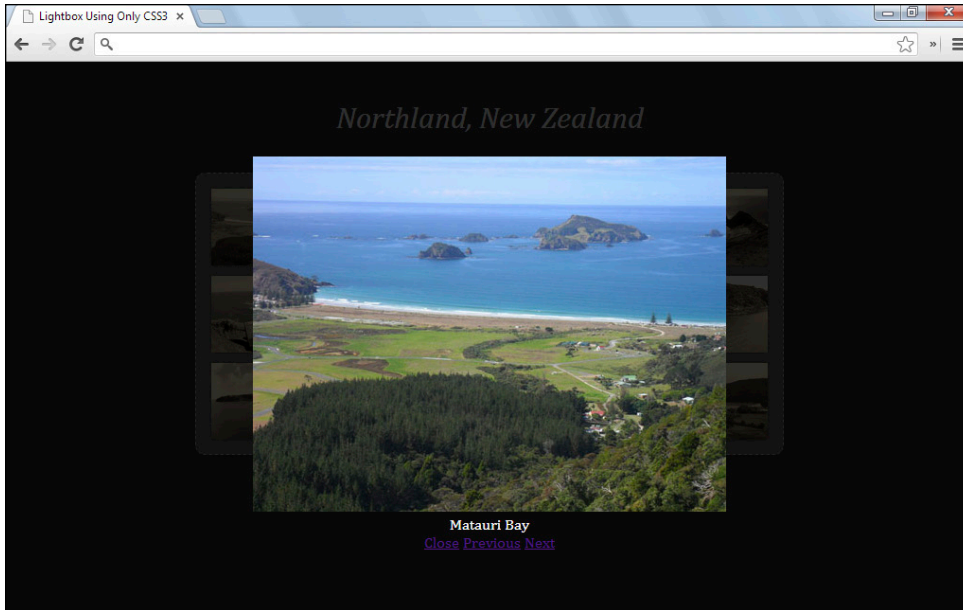 Lightbox Using Only CSS3
Northland, New Zealand
Matauri Bay
Close Previous Next